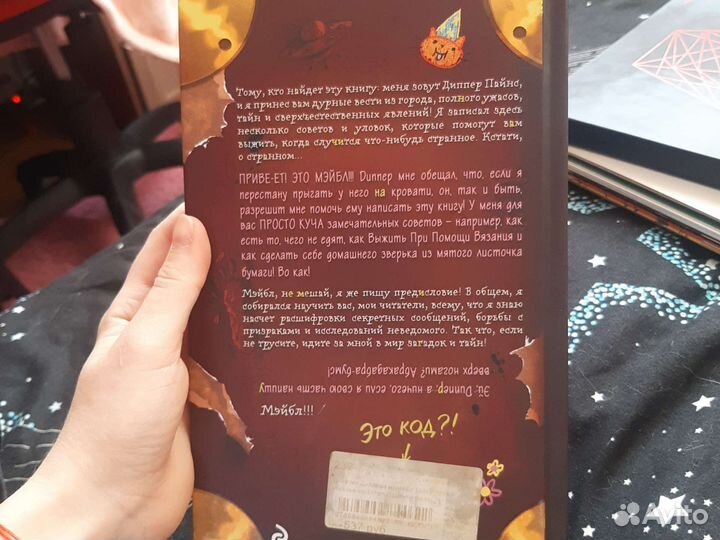 Тому, кто найдет эту книгу: меня зовут Диппер Пайнс,
и я принес вам дурные вести из города, полного ужасов,
тайн и сверхъестественных явлений! Я записал здесь
несколько советов и уловок, которые помогут вам
выжить, когда случится что-нибудь странное. Кстати,
о странном...
ПРИВЕ-ЕТ! ЭТО МЭЙБЛ!!! Диппер мне обещал, что, если я
перестану прыгать у него на кровати, он, так и быть,
разрешит мне помочь ему написать эту книгу! У меня для
вас ПРОСТО КУЧА замечательных советов – например, как
есть то, чего не едят, как Выжить При Помощи Вязания и
как сделать себе домашнего зверька из мятого листочка
бумаги! Во как!
Мэйбл, не мешай, я же пишу предисловие! В общем, я
собирался научить вас, мои читатели, всему, что я знаю
насчет расшифровки секретных сообщений, борьбы с
призраками и исследований неведомого. Так что, если
не трусите, идите за мной в мир загадок и тайн!
Эй, Диппер, а ничего, если я свою часть напишу
вверх ногами? Абракадабра-бумс!
Мэйбл!!!
Это код?!
537 руб
Avito